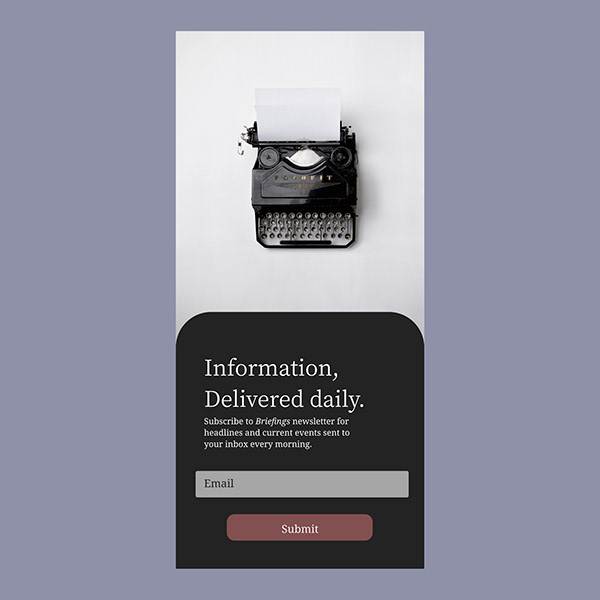 Information,
Delivered daily.
Subscribe to Briefings newsletter for
headlines and current events sent to
your inbox every morning.
Email
Submit